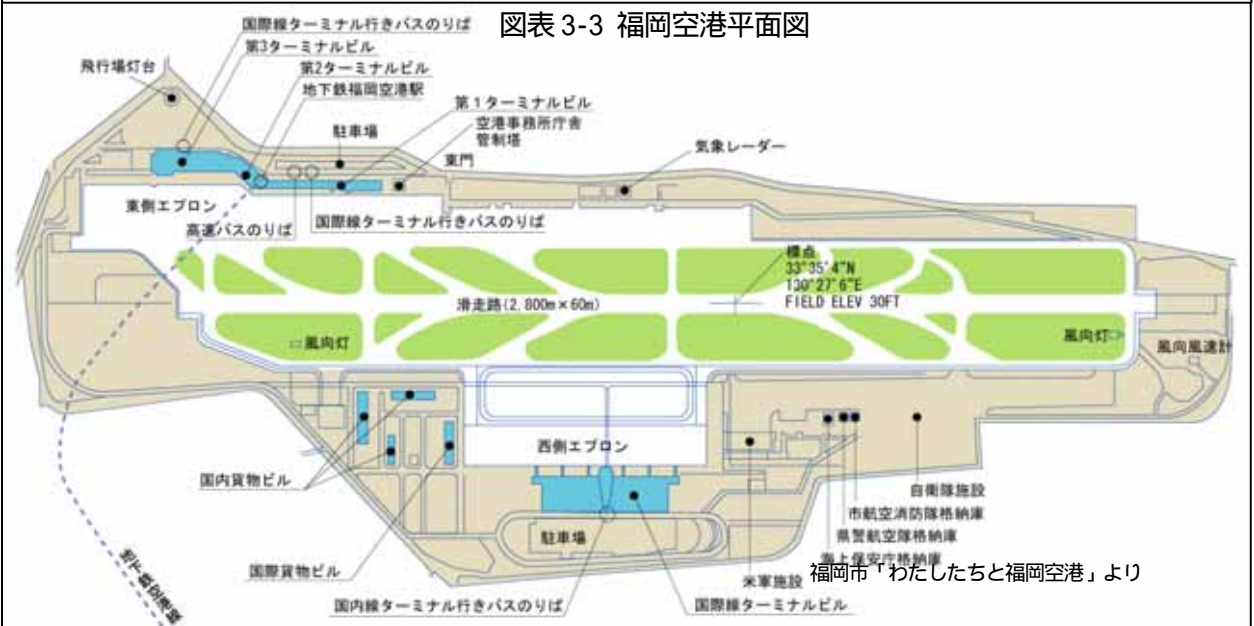 図表 3-3 福岡空港平面図
国際線ターミナル行きバスのりば
第3ターミナルビル
飛行場灯台
第2ターミナルビル
地下鉄福岡空港駅
第1ターミナルビル
駐車場
空港事務所庁舎
管制塔
東門
気象レーダー
東側エプロン
高速バスのりば
国際線ターミナル行きバスのりば
標点
33°35'4"N
130°27'6"E
FIELD ELEV 30FT
滑走路(2,800m×60m)
風向灯
風向灯
風向風速計
西側エプロン
国内貨物ビル
自衛隊施設
市航空消防隊格納庫
県警航空隊格納庫
海上保安庁格納庫
駐車場
国際貨物ビル
米軍施設
福岡市「わたしたちと福岡空港」より
国内線ターミナル行きバスのりば
国際線ターミナルビル
地下鉄空港線